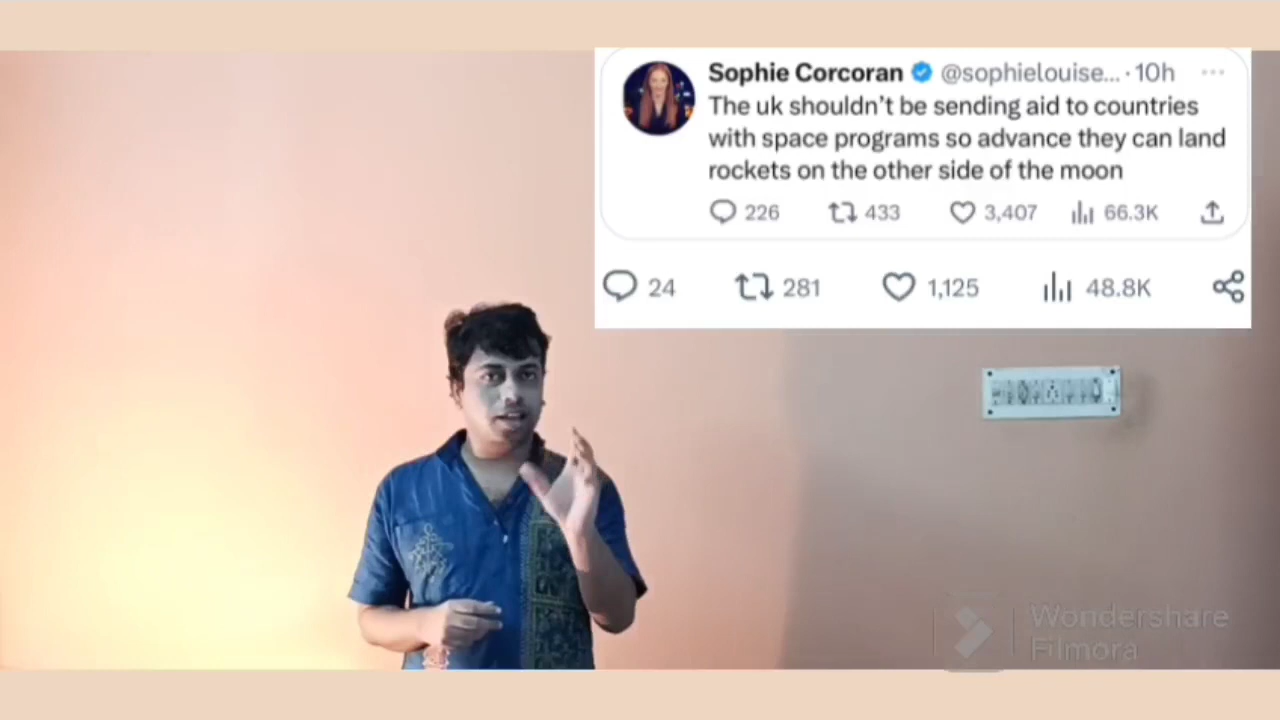 Sophie Corcoran @sophielouise... · 10h
The uk shouldn't be sending aid to countries
with space programs so advance they can land
rockets on the other side of the moon
226 433 3,407 66.3K
24 281 1,125 48.8K
Wondershare
Filmora